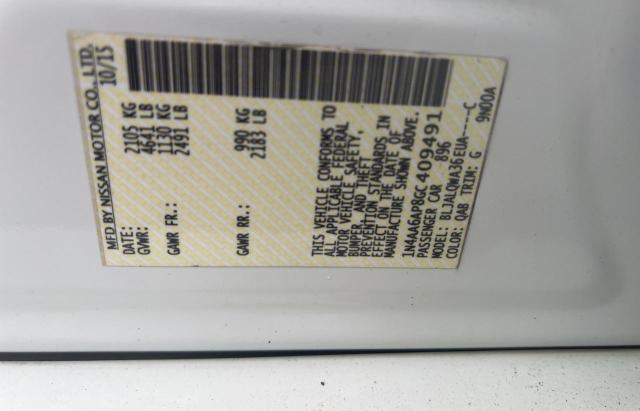 MFD BY NISSAN MOTOR CO., LTD.
DATE: 10/15
GVWR: 2105 KG
4641 LB
GAWR FR.: 1130 KG
2491 LB
GAWR RR.: 990 KG
2183 LB
THIS VEHICLE CONFORMS TO
ALL APPLICABLE FEDERAL
MOTOR VEHICLE SAFETY,
BUMPER, AND THEFT
PREVENTION STANDARDS IN
EFFECT ON THE DATE OF
MANUFACTURE SHOWN ABOVE.
1N4AA6AP8GC409491
PASSENGER CAR 896
MODEL: BLJALQWA36EUA----C
COLOR: QAB TRIM: G 9N00A